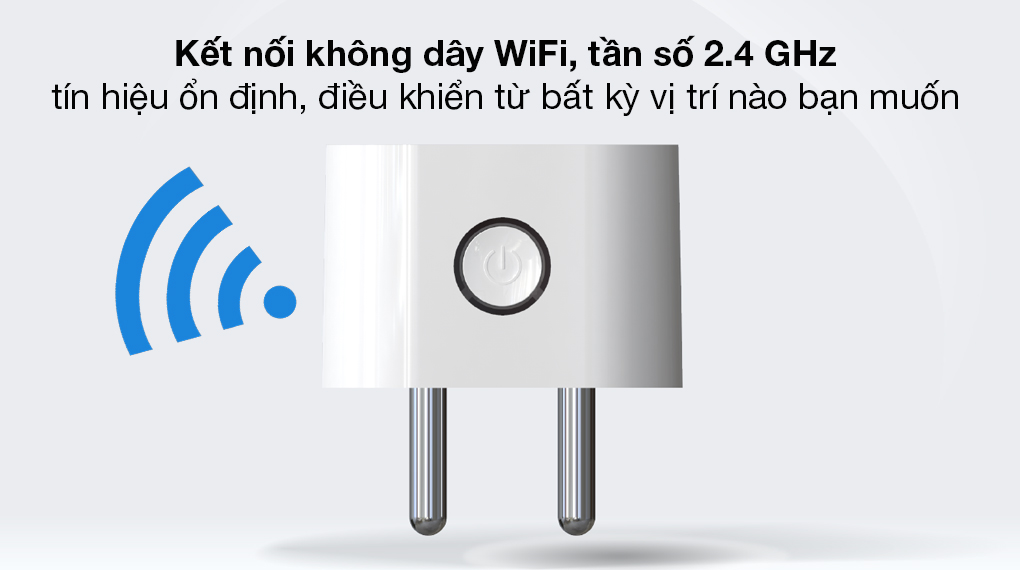 Kết nối không dây WiFi, tần số 2.4 GHz
tín hiệu ổn định, điều khiển từ bất kỳ vị trí nào bạn muốn